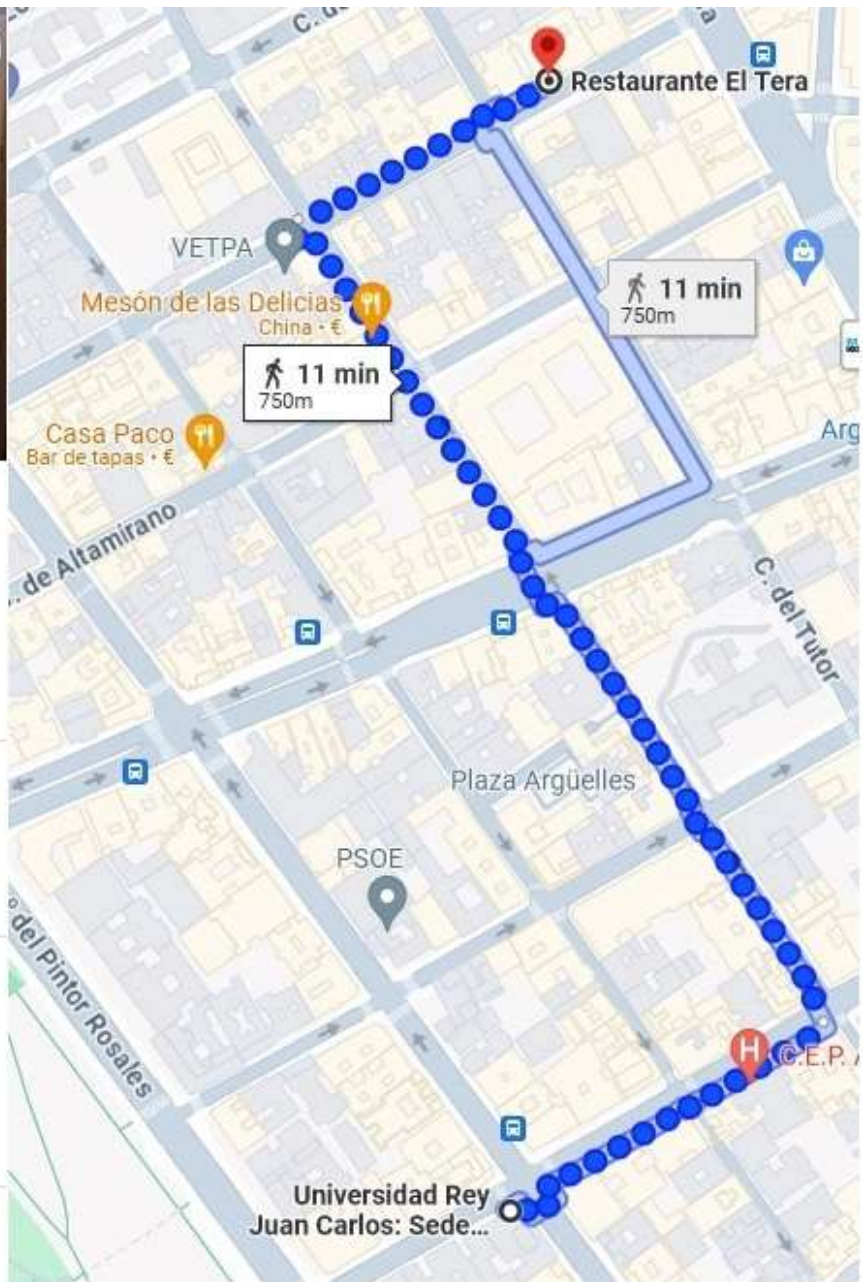 C. de
Restaurante El Tera
VETPA
11 min
750m
Mesón de las Delicias
China • €
11 min
750m
Casa Paco
Bar de tapas • €
Arg
. de Altamirano
C. del Tutor
Plaza Argüelles
PSOE
º del Pintor Rosales
H
C.E.P.
Universidad Rey
Juan Carlos: Sede...